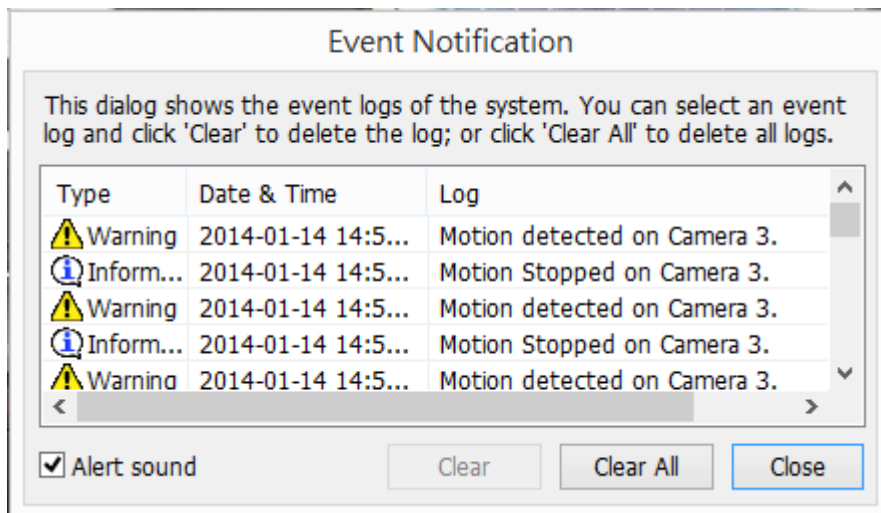 Event Notification
This dialog shows the event logs of the system. You can select an event
log and click 'Clear' to delete the log; or click 'Clear All' to delete all logs.
Type Date & Time Log
Warning 2014-01-14 14:5... Motion detected on Camera 3.
Inform... 2014-01-14 14:5... Motion Stopped on Camera 3.
Warning 2014-01-14 14:5... Motion detected on Camera 3.
Inform... 2014-01-14 14:5... Motion Stopped on Camera 3.
Warning 2014-01-14 14:5... Motion detected on Camera 3.
Alert sound Clear Clear All Close